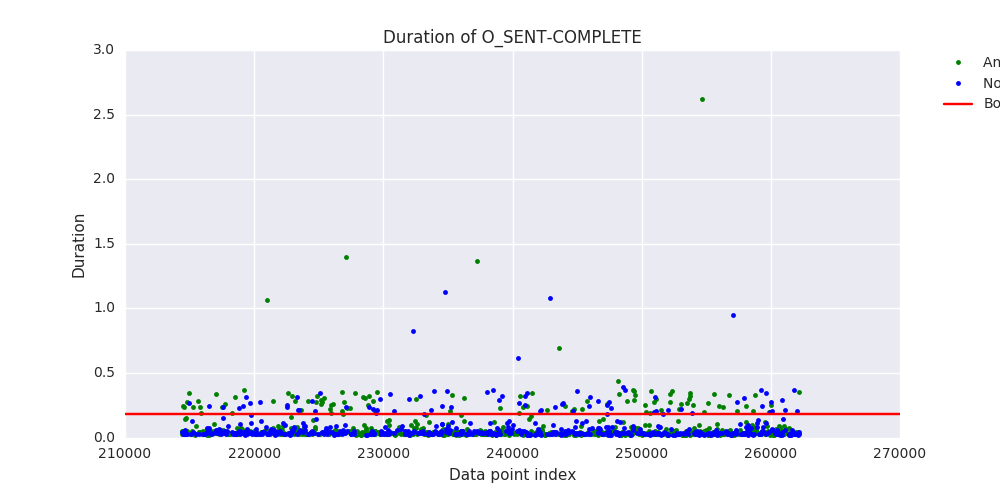 Duration of O_SENT-COMPLETE
3.0
2.5
2.0
1.5
1.0
0.5
0.0
Duration
210000 220000 230000 240000 250000 260000 270000
Data point index
An
No
Bo